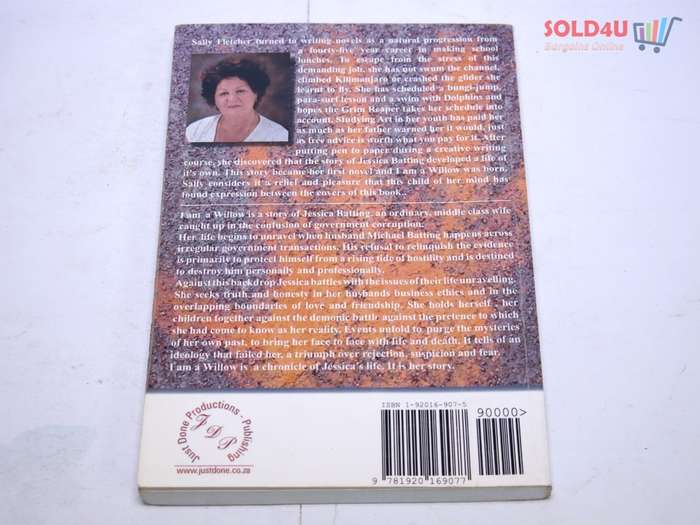 SOLD4U
Bargains Online
Sally Fletcher turned to writing novels as a natural progression from
a fourty-five year career in making school
lunches. To escape from the stress of this
demanding job, she has not swum the channel,
climbed Kilimanjaro or crashed the glider she
learnt to fly. She has scheduled a bungi-jump,
para-surf lesson and a swim with Dolphins and
hopes the Grim Reaper takes her schedule into
account. Studying Art in her youth has paid her
as much as her father warned her it would, just
as free advice is worth what you pay for it. After
putting pen to paper during a creative writing
course, she discovered that the story of Jessica Batting developed a life of
it's own. This story became her first novel and I am a Willow was born.
Sally considers it's relief and pleasure that this child of her mind has
found expression between the covers of this book..
I am a Willow is a story of Jessica Batting, an ordinary, middle class wife
caught up in the confusion of government corruption.
Her life begins to unravel when husband Michael Batting happens across
irregular government transactions. His refusal to relinquish the evidence
is primarily to protect himself from a rising tide of hostility and is destined
to destroy him personally and professionally.
Against this backdrop Jessica battles with the issues of their life unravelling.
She seeks truth and honesty in her husbands business ethics and in the
overlapping boundaries of love and friendship. She holds herself , her
children together against the demonic battle against the pretence to which
she had come to know as her reality. Events unfold to purge the mysteries
of her own past, to bring her face to face with life and death. It tells of an
ideology that failed her, a triumph over rejection, suspicion and fear.
I am a Willow is a chronicle of Jessica's life. It is her story.
Just Done Productions - Publishing
JDP
www.justdone.co.za
ISBN 1-92016-907-5
90000>
9 781920 169077